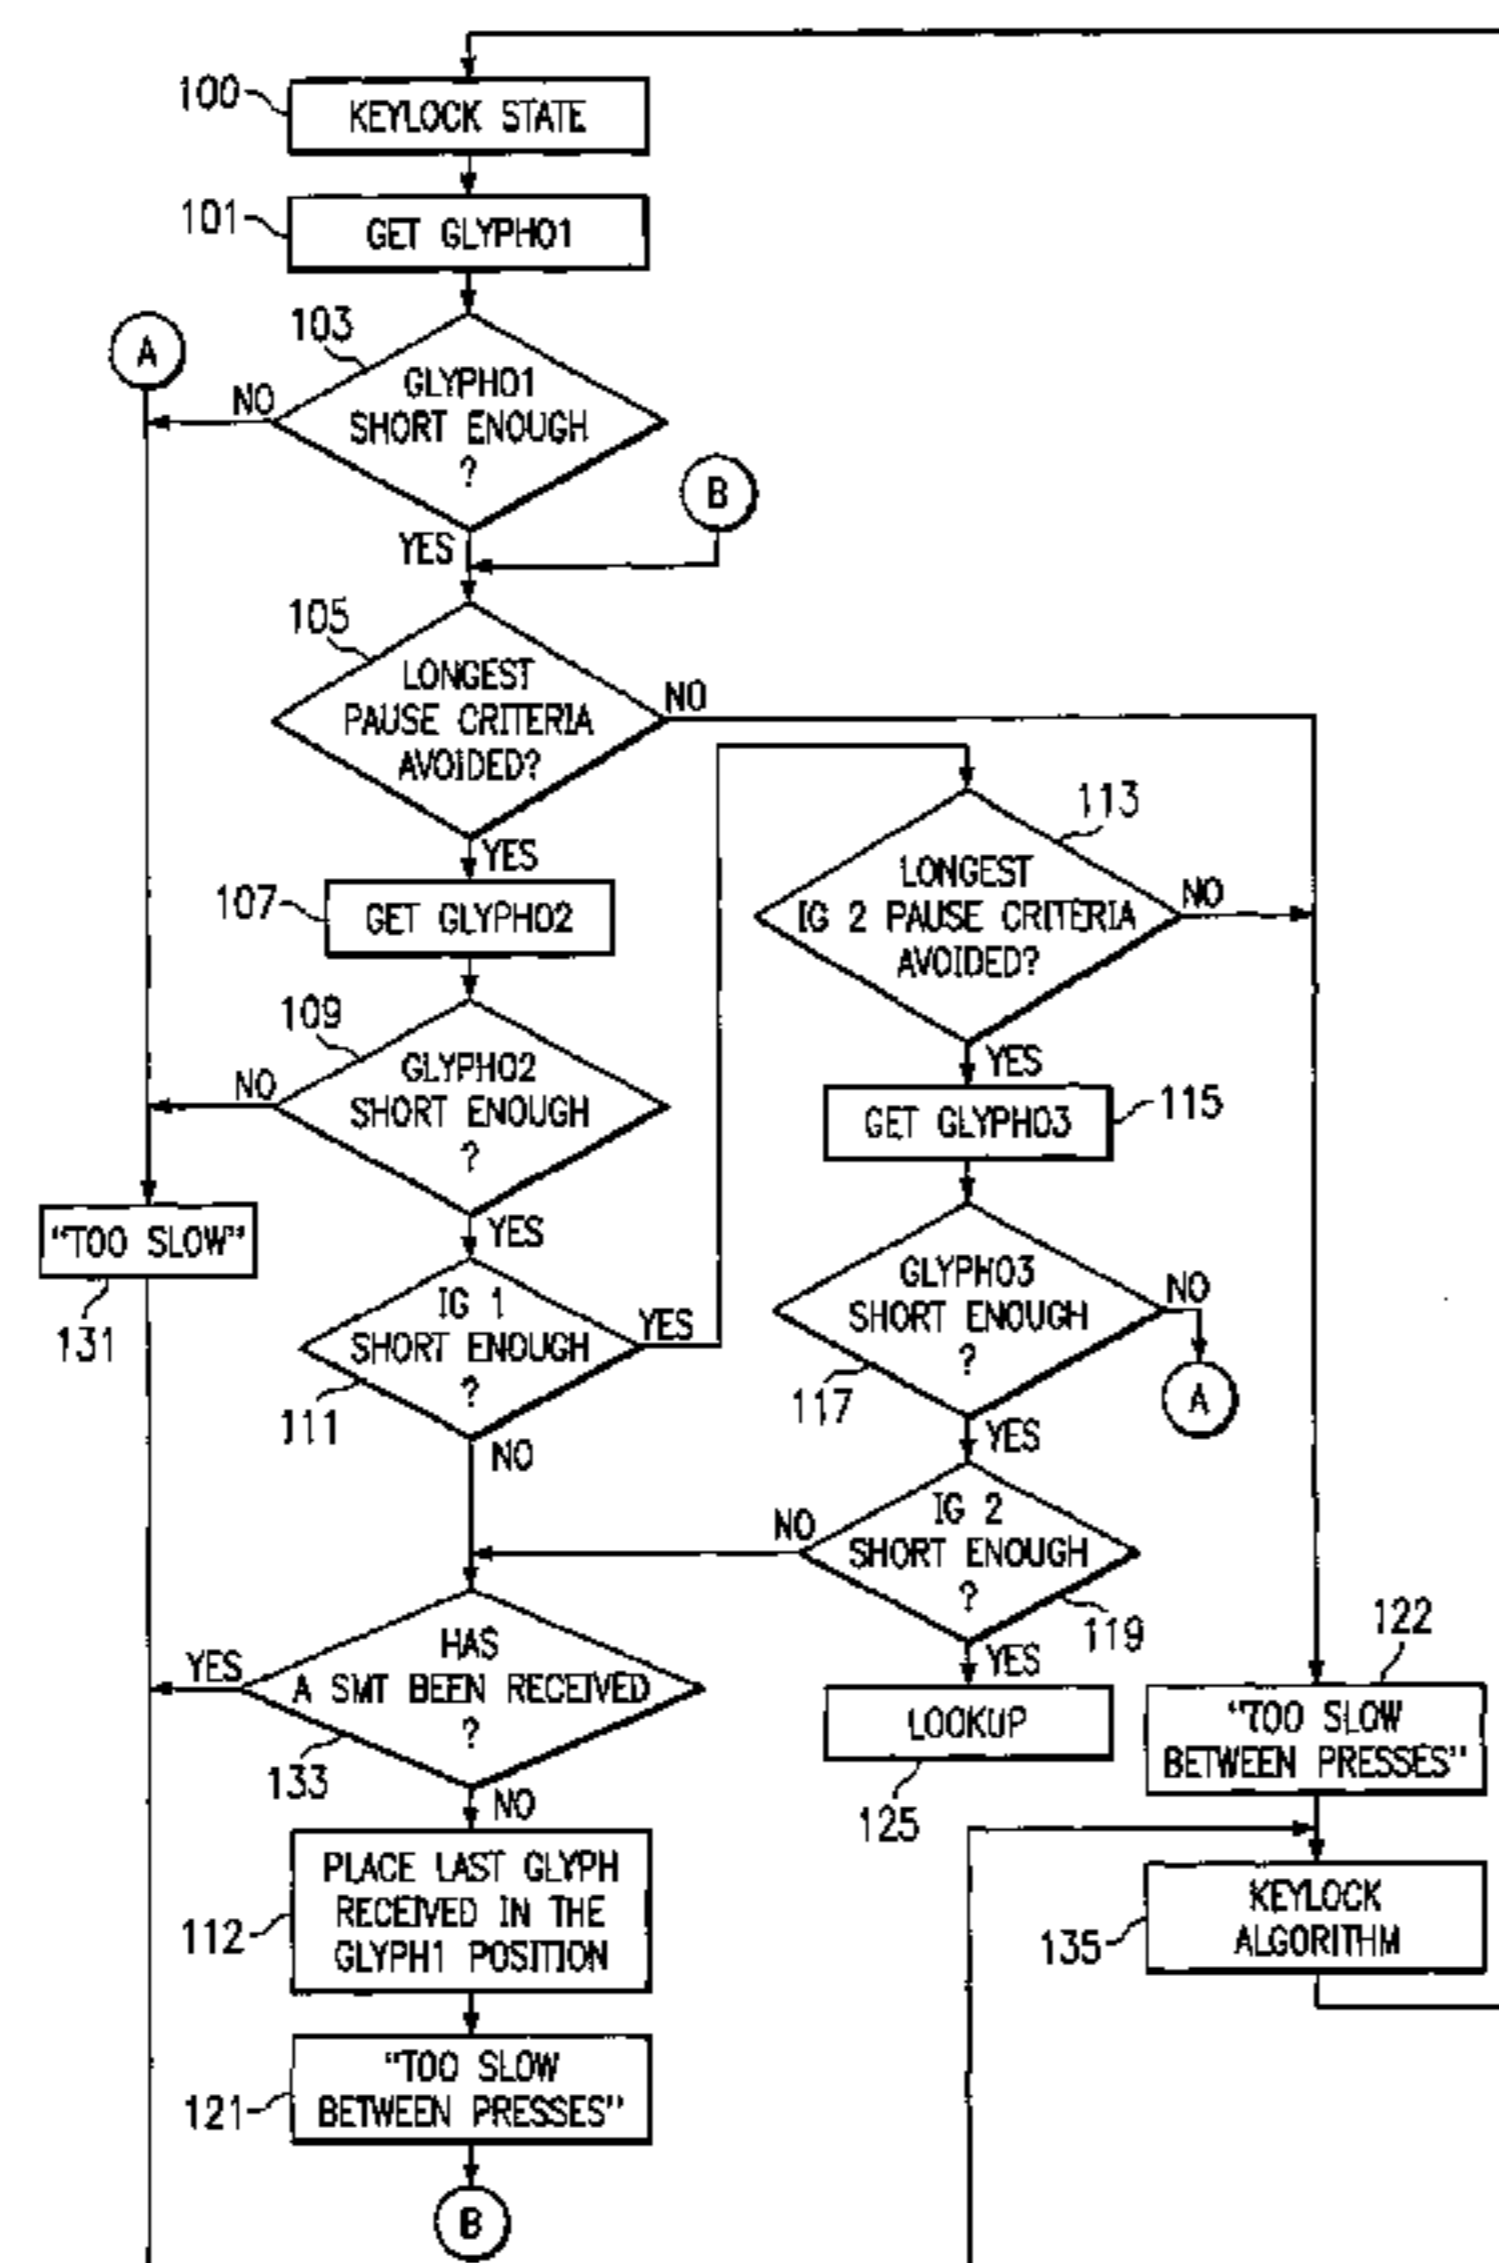 100
KEYLOCK STATE
101
GET GLYPH01
A
103
GLYPH01
SHORT ENOUGH
?
NO
YES
B
105
LONGEST
PAUSE CRITERIA
AVOIDED?
NO
YES
107
GET GLYPH02
109
GLYPH02
SHORT ENOUGH
?
NO
YES
"TOO SLOW"
131
IG 1
SHORT ENOUGH
?
YES
111
NO
113
LONGEST
IG 2 PAUSE CRITERIA
AVOIDED?
NO
YES
GET GLYPH03
115
GLYPH03
SHORT ENOUGH
?
NO
117
A
YES
IG 2
SHORT ENOUGH
?
NO
119
YES
LOOKUP
125
HAS
A SMT BEEN RECEIVED
?
YES
133
NO
PLACE LAST GLYPH
RECEIVED IN THE
GLYPH1 POSITION
112
"TOO SLOW
BETWEEN PRESSES"
121
B
122
"TOO SLOW
BETWEEN PRESSES"
KEYLOCK
ALGORITHM
135